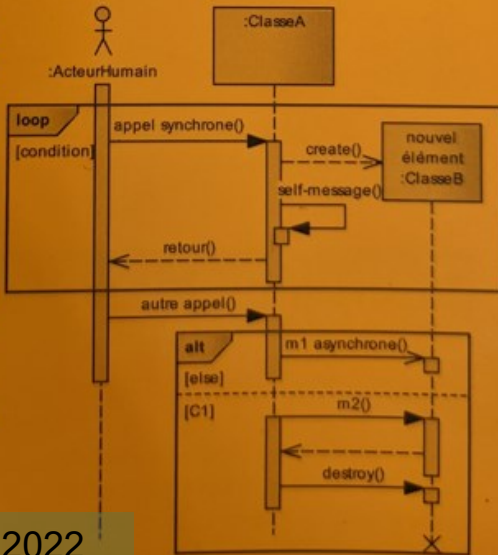 :ClasseA
:ActeurHumain
loop
appel synchrone()
[condition]
create()
nouvel
élément
:ClasseB
self-message()
retour()
autre appel()
alt
m1 asynchrone()
[else]
[C1]
m2()
destroy()
2022